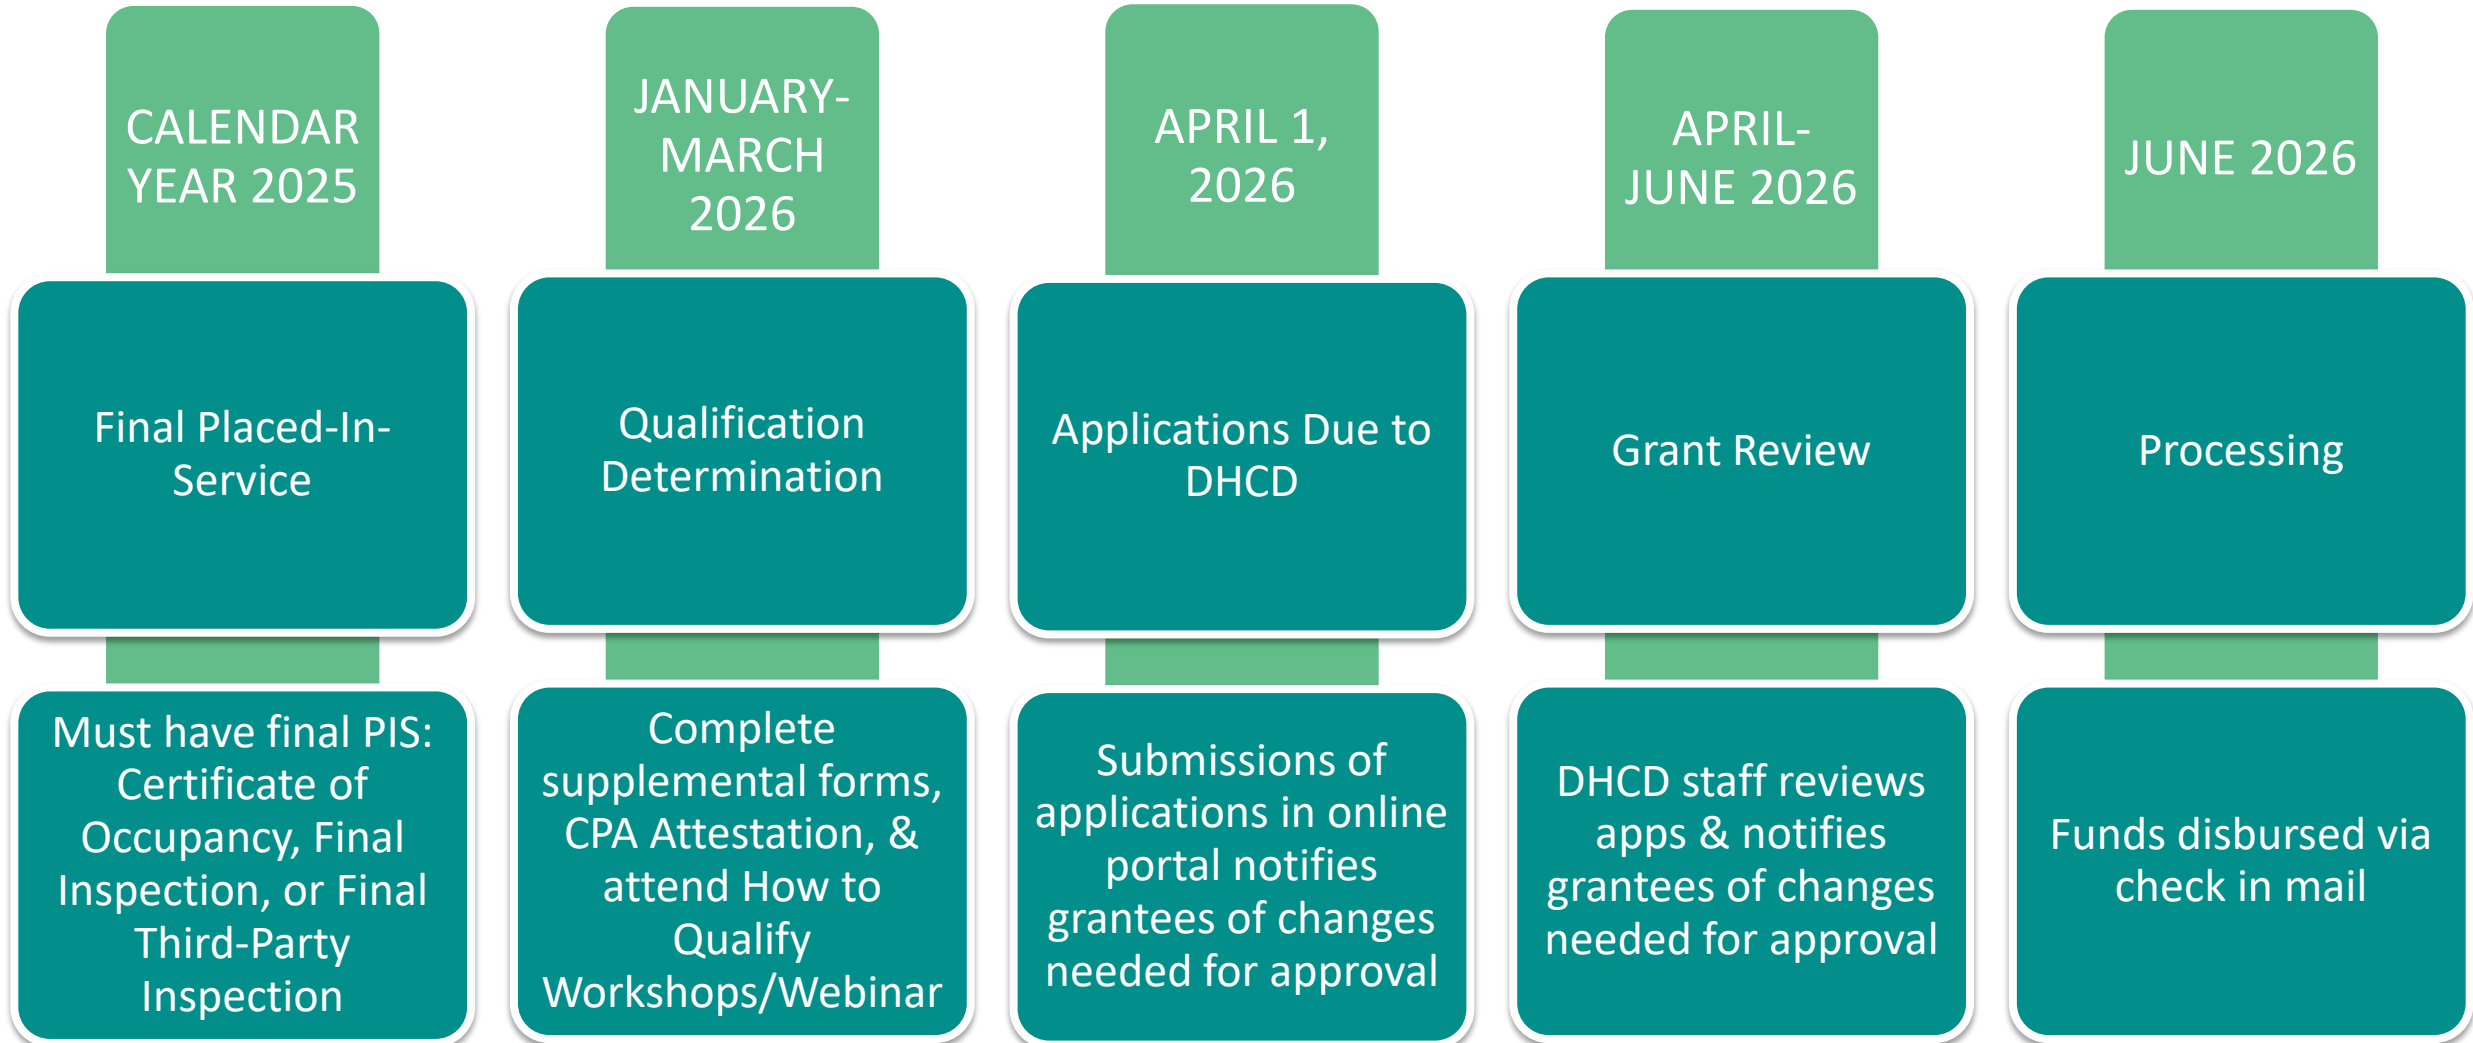 CALENDAR
YEAR 2025
Final Placed-In-
Service
Must have final PIS:
Certificate of
Occupancy, Final
Inspection, or Final
Third-Party
Inspection
JANUARY-
MARCH
2026
Qualification
Determination
Complete
supplemental forms,
CPA Attestation, &
attend How to
Qualify
Workshops/Webinar
APRIL 1,
2026
Applications Due to
DHCD
Submissions of
applications in online
portal notifies
grantees of changes
needed for approval
APRIL-
JUNE 2026
Grant Review
DHCD staff reviews
apps & notifies
grantees of changes
needed for approval
JUNE 2026
Processing
Funds disbursed via
check in mail